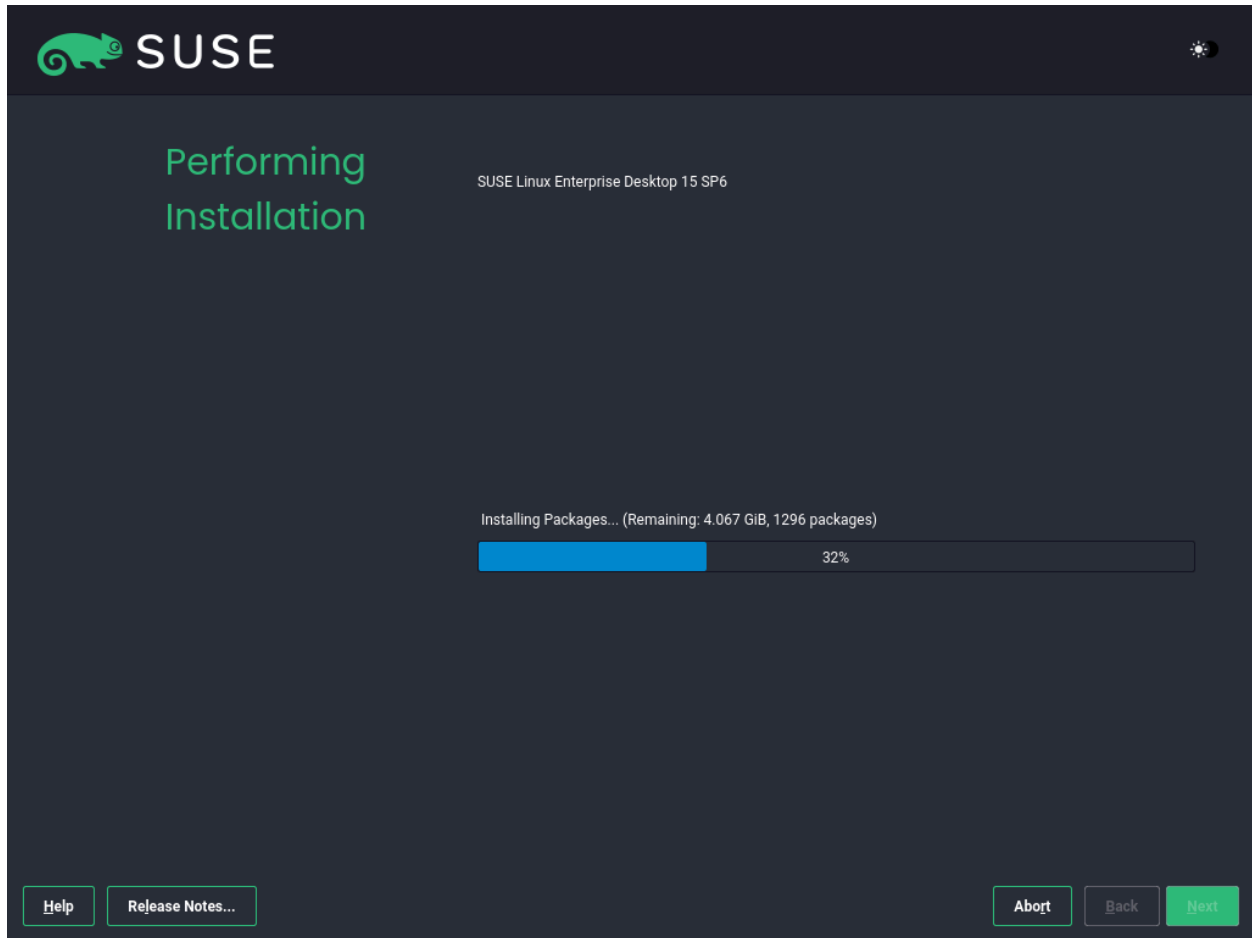 SUSE
Performing
Installation
SUSE Linux Enterprise Desktop 15 SP6
Installing Packages... (Remaining: 4.067 GiB, 1296 packages)
32%
Help
Release Notes...
Abort
Back
Next